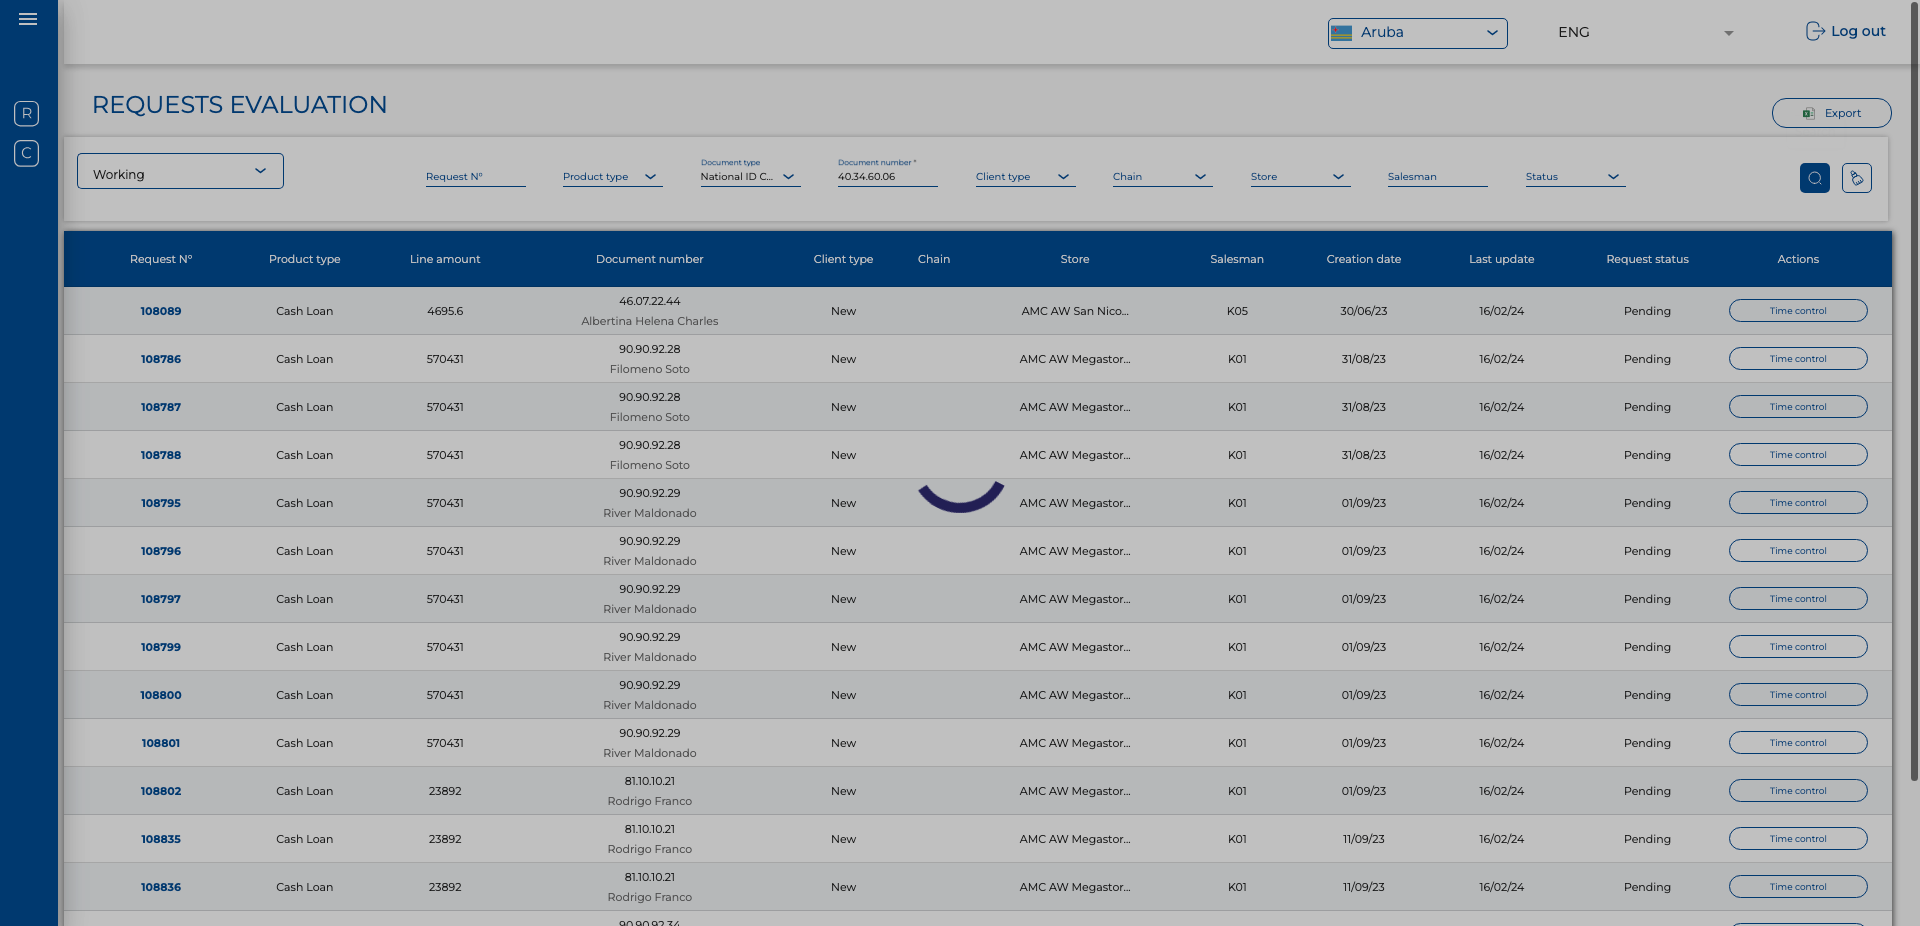 Aruba
ENG
Log out
R
C
REQUESTS EVALUATION
Export
Working
Request Nº
Product type
Document type
National ID C...
Document number *
40.34.60.06
Client type
Chain
Store
Salesman
Status
Request Nº Product type Line amount Document number Client type Chain Store Salesman Creation date Last update Request status Actions
108089 Cash Loan 4695.6 46.07.22.44 Albertina Helena Charles New AMC AW San Nico... K05 30/06/23 16/02/24 Pending Time control
108786 Cash Loan 570431 90.90.92.28 Filomeno Soto New AMC AW Megastor... K01 31/08/23 16/02/24 Pending Time control
108787 Cash Loan 570431 90.90.92.28 Filomeno Soto New AMC AW Megastor... K01 31/08/23 16/02/24 Pending Time control
108788 Cash Loan 570431 90.90.92.28 Filomeno Soto New AMC AW Megastor... K01 31/08/23 16/02/24 Pending Time control
108795 Cash Loan 570431 90.90.92.29 River Maldonado New AMC AW Megastor... K01 01/09/23 16/02/24 Pending Time control
108796 Cash Loan 570431 90.90.92.29 River Maldonado New AMC AW Megastor... K01 01/09/23 16/02/24 Pending Time control
108797 Cash Loan 570431 90.90.92.29 River Maldonado New AMC AW Megastor... K01 01/09/23 16/02/24 Pending Time control
108799 Cash Loan 570431 90.90.92.29 River Maldonado New AMC AW Megastor... K01 01/09/23 16/02/24 Pending Time control
108800 Cash Loan 570431 90.90.92.29 River Maldonado New AMC AW Megastor... K01 01/09/23 16/02/24 Pending Time control
108801 Cash Loan 570431 90.90.92.29 River Maldonado New AMC AW Megastor... K01 01/09/23 16/02/24 Pending Time control
108802 Cash Loan 23892 81.10.10.21 Rodrigo Franco New AMC AW Megastor... K01 01/09/23 16/02/24 Pending Time control
108835 Cash Loan 23892 81.10.10.21 Rodrigo Franco New AMC AW Megastor... K01 11/09/23 16/02/24 Pending Time control
108836 Cash Loan 23892 81.10.10.21 Rodrigo Franco New AMC AW Megastor... K01 11/09/23 16/02/24 Pending Time control
90.90.92.34